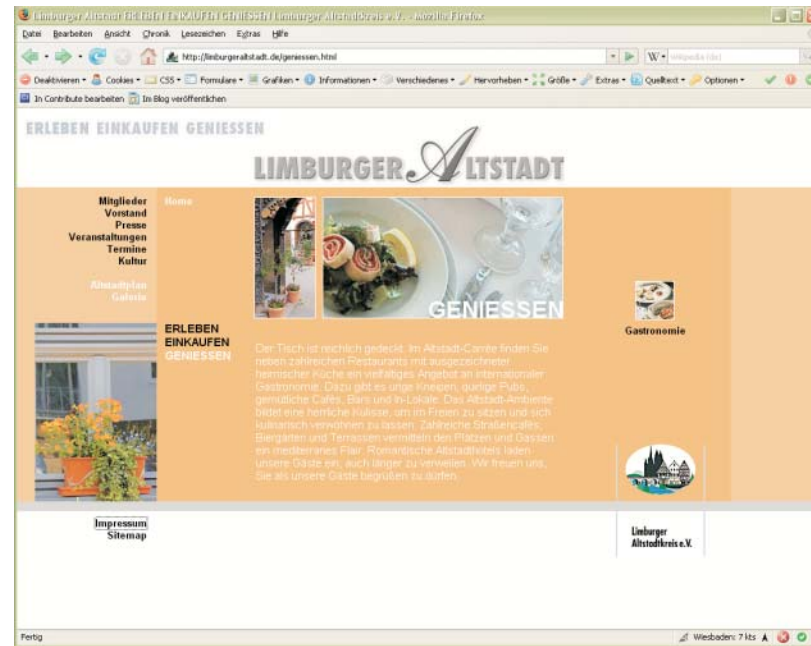 Limburger Altstadt ERLEBEN EINKAUFEN GENIESSEN Limburger Altstadtkreis e. V. - Mozilla Firefox
Datei Bearbeiten Ansicht Chronik Lesezeichen Extras Hilfe
http://limburgeraltstadt.de/geniessen.html
Wikipedia (de)
Deaktivieren Cookies CSS Formulare Grafiken Informationen Verschiedenes Hervorheben Größe Extras Quelltext Optionen
In Contribute bearbeiten Im Blog veröffentlichen
ERLEBEN EINKAUFEN GENIESSEN
LIMBURGER ALTSTADT
Mitglieder
Vorstand
Presse
Veranstaltungen
Termine
Kultur
Altstadtplan
Galerie
Home
ERLEBEN
EINKAUFEN
GENIESSEN
GENIESSEN
Der Tisch ist reichlich gedeckt. Im Altstadt-Carrée finden Sie
neben zahlreichen Restaurants mit ausgezeichneter
heimischer Küche ein vielfältiges Angebot an internationaler
Gastronomie. Dazu gibt es urige Kneipen, quirlige Pubs,
gemütliche Cafés, Bars und In-Lokale. Das Altstadt-Ambiente
bildet eine herrliche Kulisse, um im Freien zu sitzen und sich
kulinarisch verwöhnen zu lassen. Zahlreiche Straßencafés,
Biergärten und Terrassen vermitteln den Plätzen und Gassen
ein mediterranes Flair. Romantische Altstadthotels laden
unsere Gäste ein, auch länger zu verweilen. Wir freuen uns,
Sie als unsere Gäste begrüßen zu dürfen.
Gastronomie
Limburger
Altstadtkreis e.V.
Impressum
Sitemap
Fertig
Wiesbaden: 7 kts